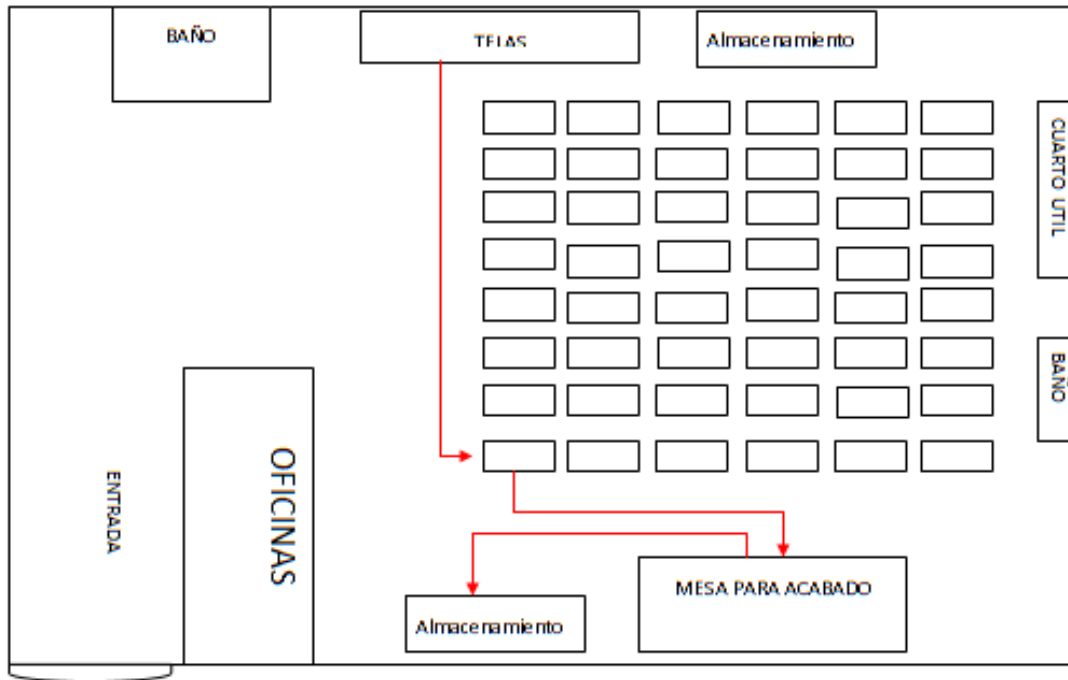 BAÑO
TELAS
Almacenamiento
CUARTO UTIL
BAÑO
OFICINAS
ENTRADA
MESA PARA ACABADO
Almacenamiento